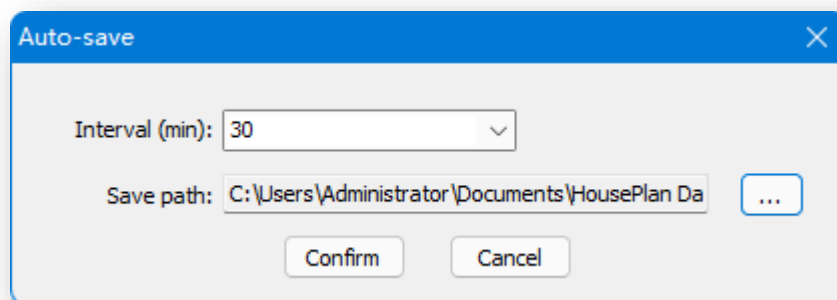 Auto-save
Interval (min): 30
Save path: C:\Users\Administrator\Documents\HousePlan Da ...
Confirm Cancel